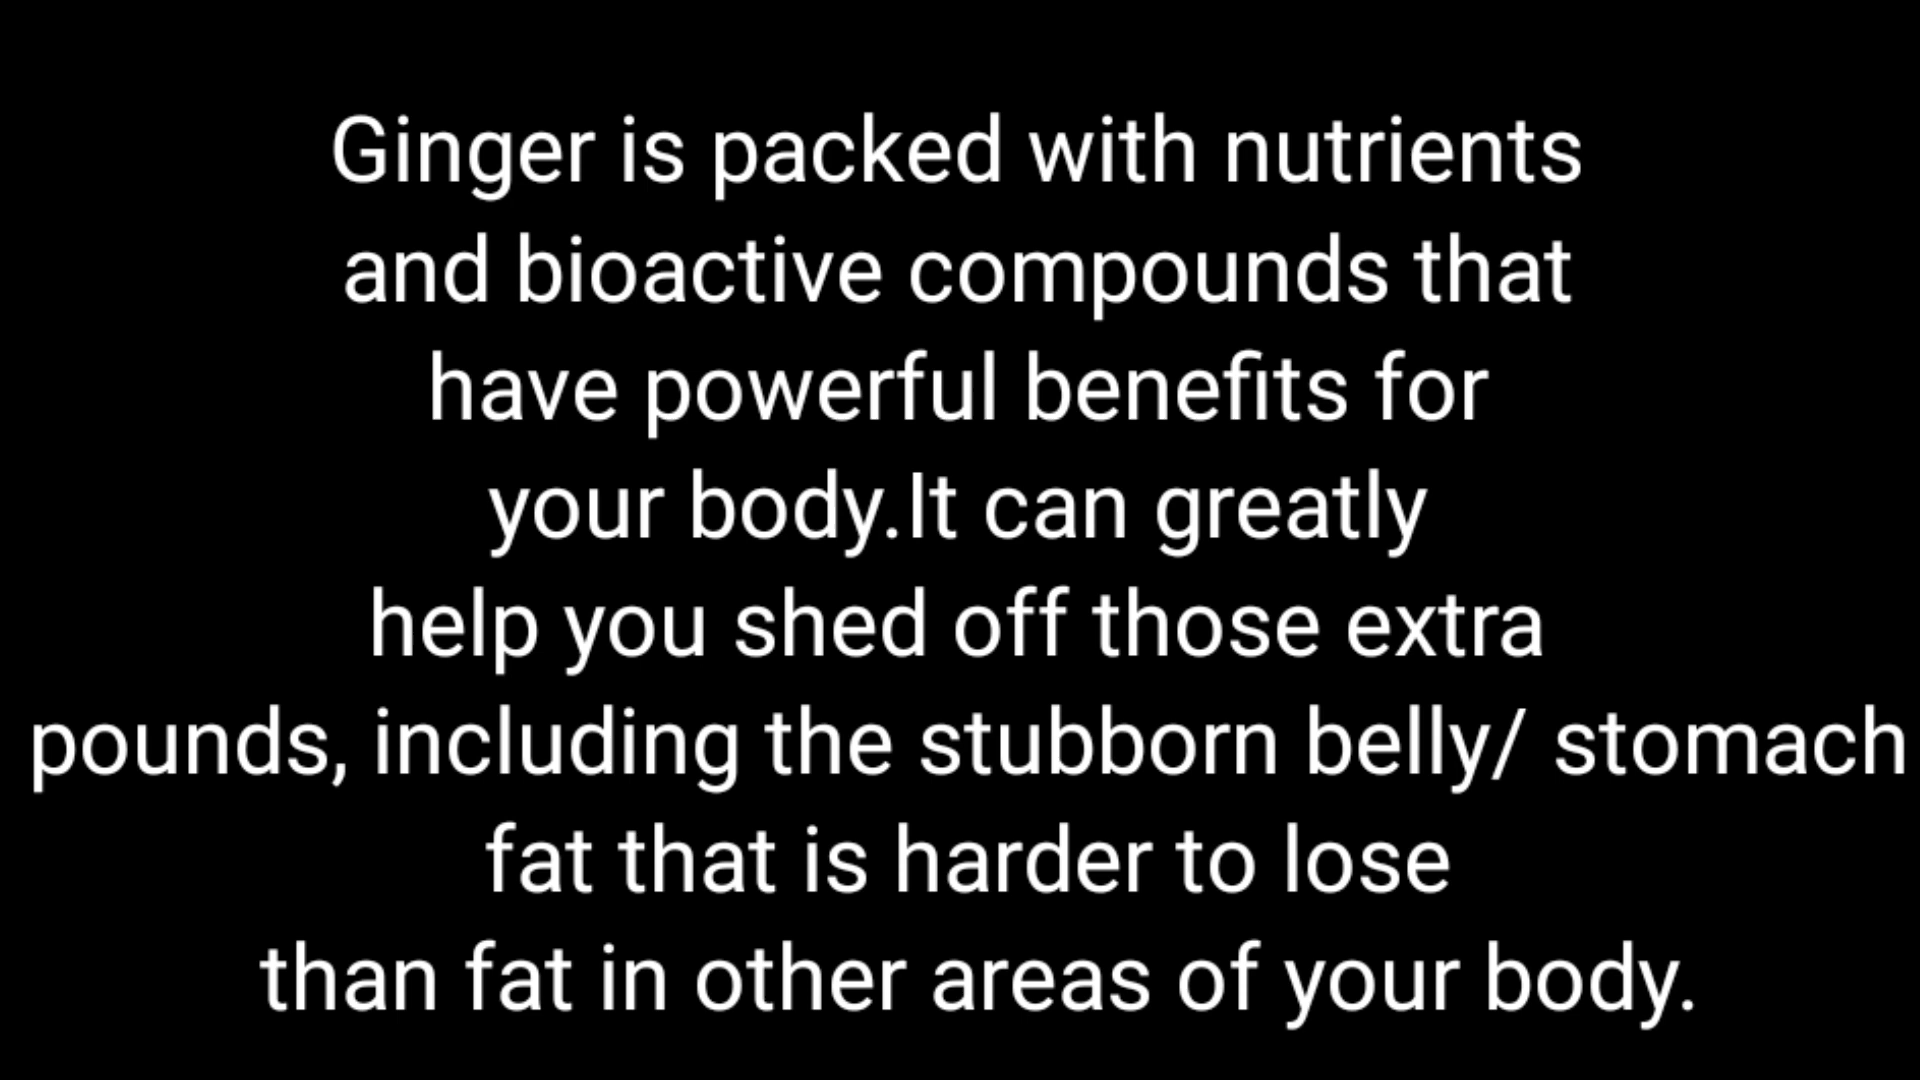 Ginger is packed with nutrients
and bioactive compounds that
have powerful benefits for
your body.It can greatly
help you shed off those extra
pounds, including the stubborn belly/ stomach
fat that is harder to lose
than fat in other areas of your body.